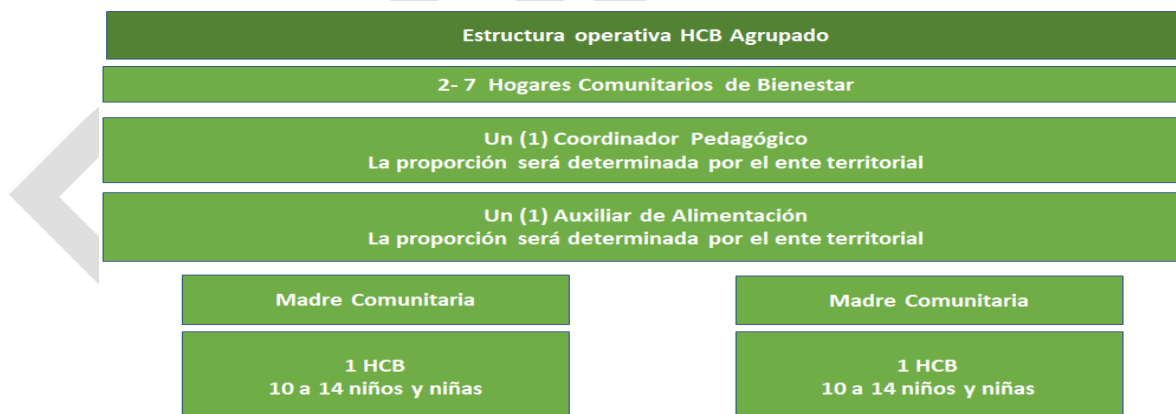 Estructura operativa HCB Agrupado
2- 7 Hogares Comunitarios de Bienestar
Un (1) Coordinador Pedagógico
La proporción será determinada por el ente territorial
Un (1) Auxiliar de Alimentación
La proporción será determinada por el ente territorial
Madre Comunitaria
Madre Comunitaria
1 HCB
10 a 14 niños y niñas
1 HCB
10 a 14 niños y niñas